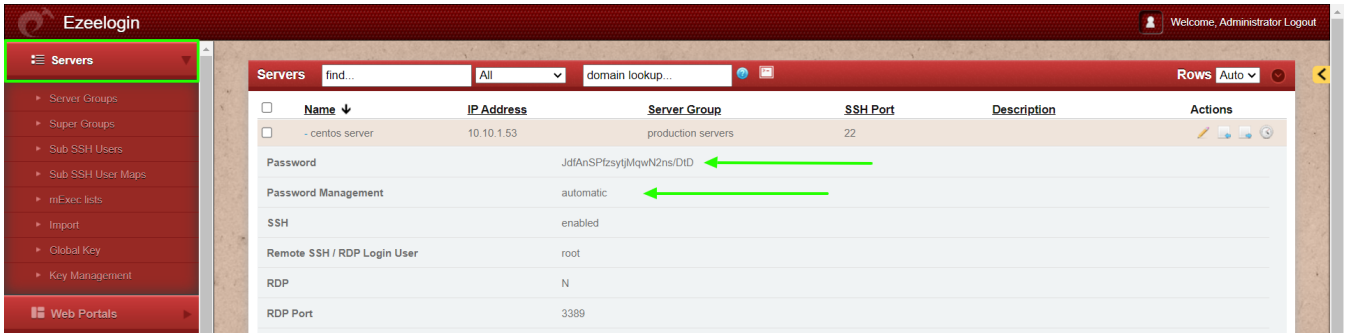 Ezeelogin
Welcome, Administrator Logout
Servers
Server Groups
Super Groups
Sub SSH Users
Sub SSH User Maps
mExec lists
Import
Global Key
Key Management
Web Portals
Servers find... All domain lookup... Rows Auto
Name IP Address Server Group SSH Port Description Actions
- centos server 10.10.1.53 production servers 22
Password JdfAnSPfzsytjMqwN2ns/DtD
Password Management automatic
SSH enabled
Remote SSH / RDP Login User root
RDP N
RDP Port 3389